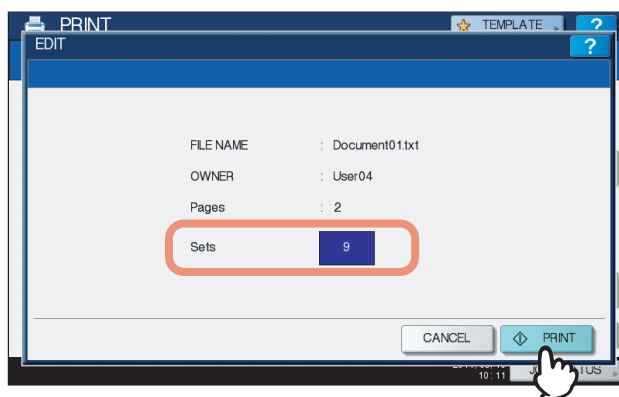 PRINT
TEMPLATE ?
EDIT ?
FILE NAME : Document01.txt
OWNER : User04
Pages : 2
Sets 9
CANCEL PRINT
10:11